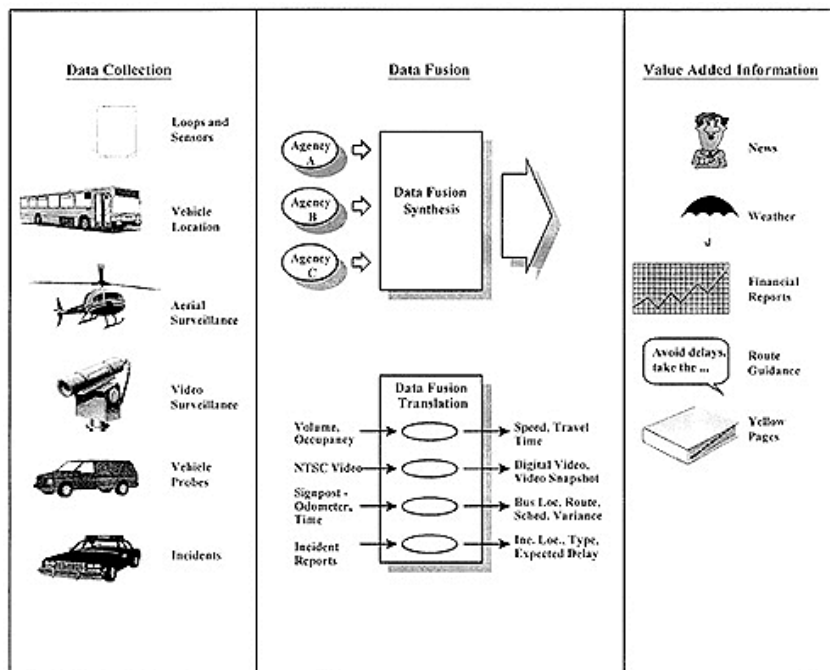 Data Collection
Loops and
Sensors
Vehicle
Location
Aerial
Surveillance
Video
Surveillance
Vehicle
Probes
Incidents
Data Fusion
Agency
A
Agency
B
Agency
C
Data Fusion
Synthesis
Data Fusion
Translation
Volume,
Occupancy
Speed, Travel
Time
NTSC Video
Digital Video,
Video Snapshot
Signpost -
Odometer,
Time
Bus Loc. Route,
Sched. Variance
Incident
Reports
Inc. Loc., Type,
Expected Delay
Value Added Information
News
Weather
Financial
Reports
Avoid delays,
take the ...
Route
Guidance
Yellow
Pages